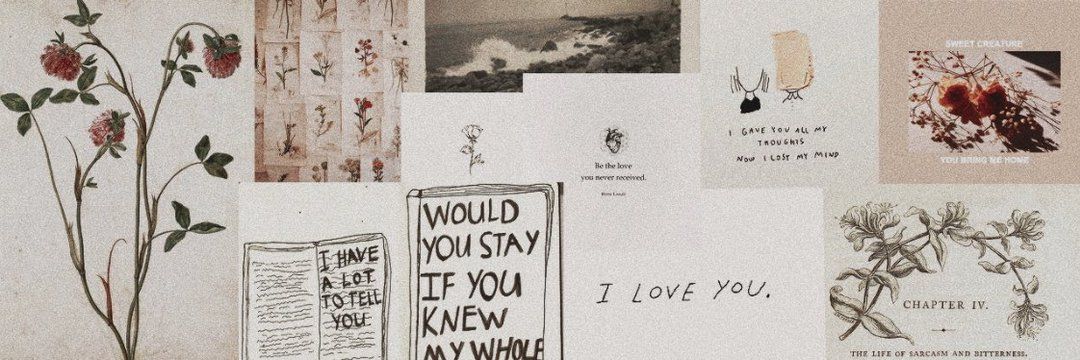 I GAVE YOU ALL MY
THOUGHTS
NOW I LOST MY MIND
SWEET CREATURE
YOU BRING ME HOME
Be the love
you never received.
I HAVE
A LOT
TO TELL
YOU
WOULD
YOU STAY
IF YOU
KNEW
MY WHOLE
I LOVE YOU.
CHAPTER IV.
THE LIFE OF SARCASM AND BITTERNESS.